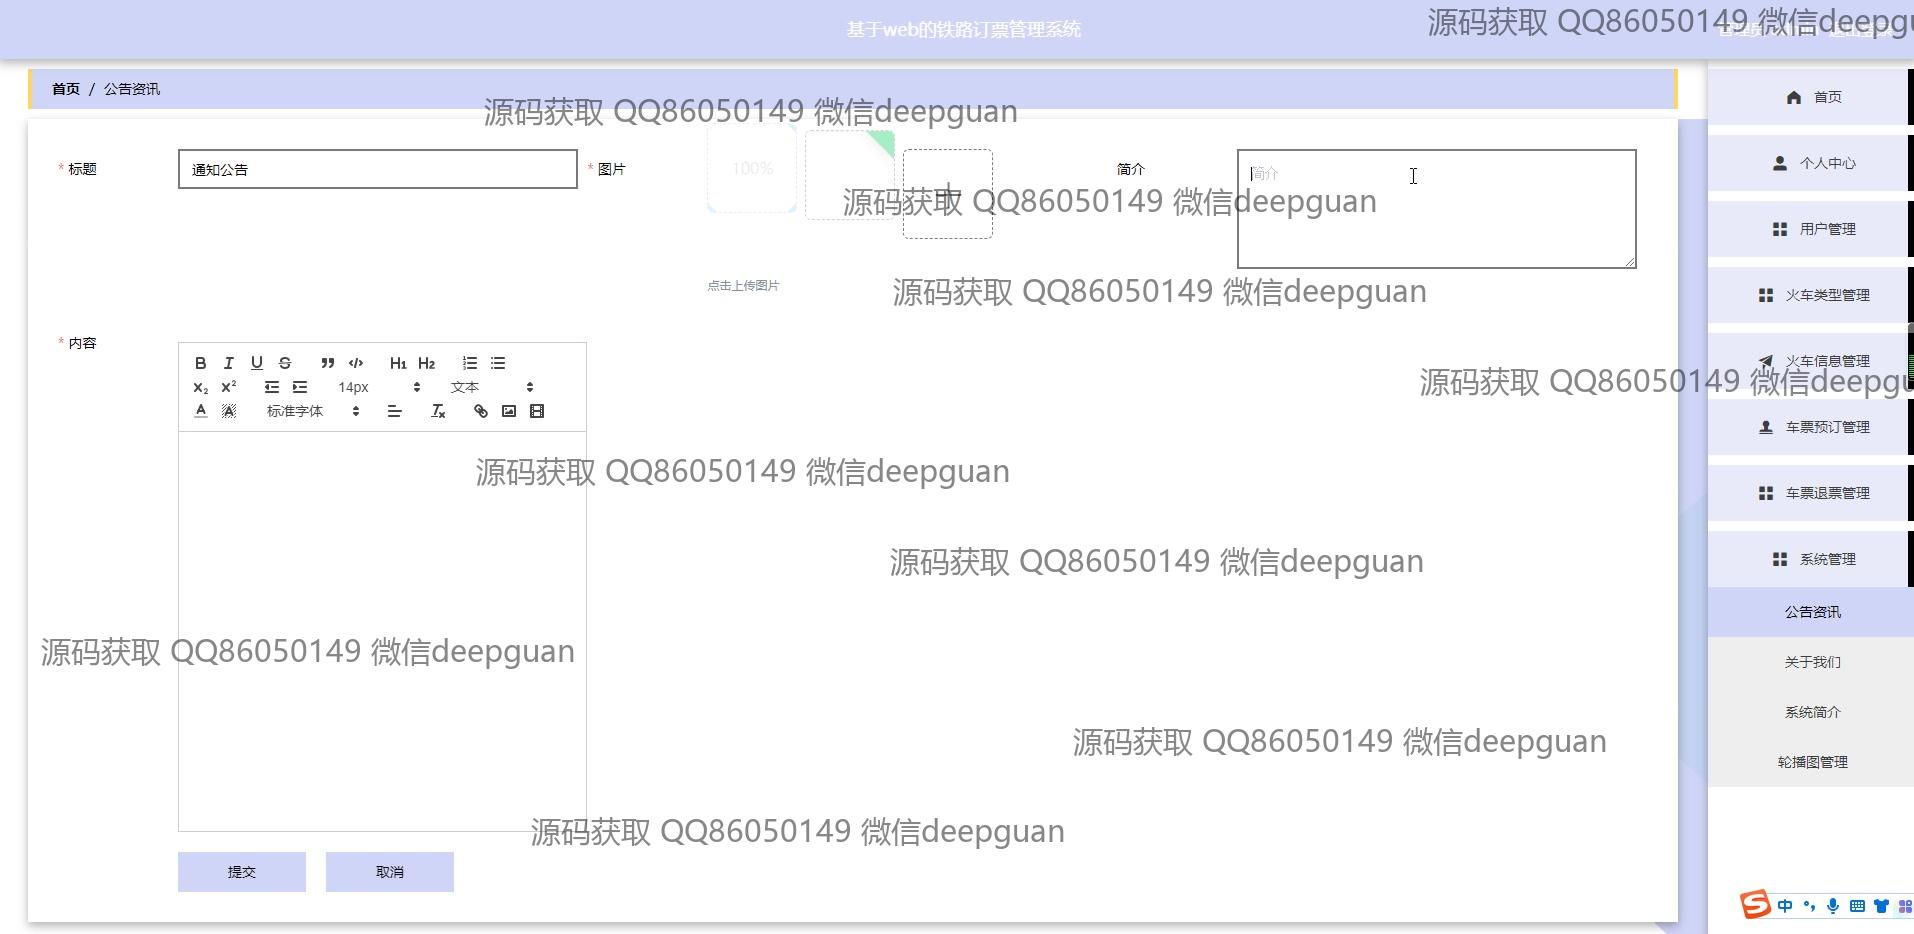 基于web的铁路订票管理系统
源码获取 QQ86050149 微信deepgu
首页 / 公告资讯
首页
源码获取 QQ86050149 微信deepguan
* 标题
通知公告
* 图片
100%
简介
简介
个人中心
源码获取 QQ86050149 微信deepguan
用户管理
点击上传图片
源码获取 QQ86050149 微信deepguan
火车类型管理
* 内容
B I U S H1 H2
火车信息管理
X2 X2 14px 文本
源码获取 QQ86050149 微信deepgu
A A 标准字体
车票预订管理
源码获取 QQ86050149 微信deepguan
车票退票管理
源码获取 QQ86050149 微信deepguan
系统管理
公告资讯
源码获取 QQ86050149 微信deepguan
关于我们
系统简介
源码获取 QQ86050149 微信deepguan
轮播图管理
源码获取 QQ86050149 微信deepguan
提交
取消
中